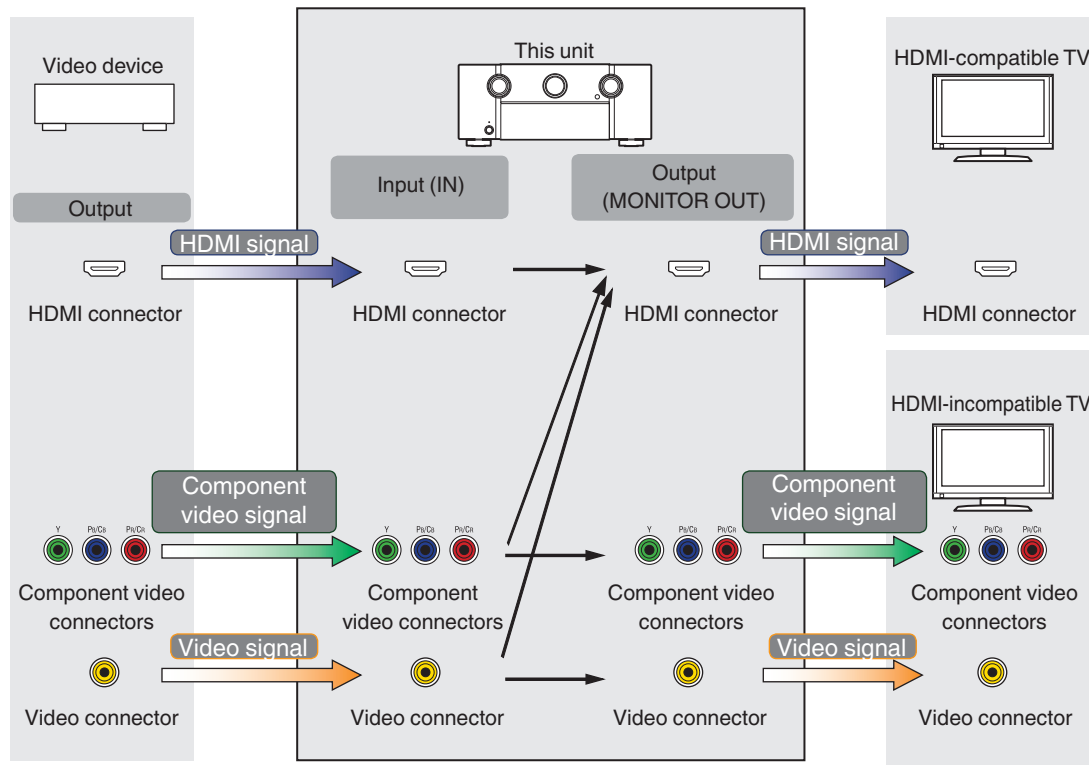 Video device
This unit
HDMI-compatible TV
Input (IN)
Output
(MONITOR OUT)
Output
HDMI signal
HDMI signal
HDMI connector
HDMI connector
HDMI connector
HDMI connector
HDMI-incompatible TV
Component
video signal
Component
video signal
Y PB/CB PR/CR
Y PB/CB PR/CR
Y PB/CB PR/CR
Y PB/CB PR/CR
Component video
connectors
Component
video connectors
Component video
connectors
Component video
connectors
Video signal
Video signal
Video connector
Video connector
Video connector
Video connector